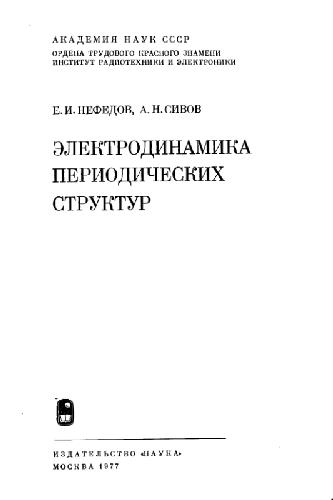 АКАДЕМИЯ НАУК СССР
ОРДЕНА ТРУДОВОГО КРАСНОГО ЗНАМЕНИ
ИНСТИТУТ РАДИОТЕХНИКИ И ЭЛЕКТРОНИКИ
Е. И. НЕФЕДОВ, А. Н. СИВОВ
ЭЛЕКТРОДИНАМИКА
ПЕРИОДИЧЕСКИХ
СТРУКТУР
ИЗДАТЕЛЬСТВО «НАУКА»
МОСКВА 1977